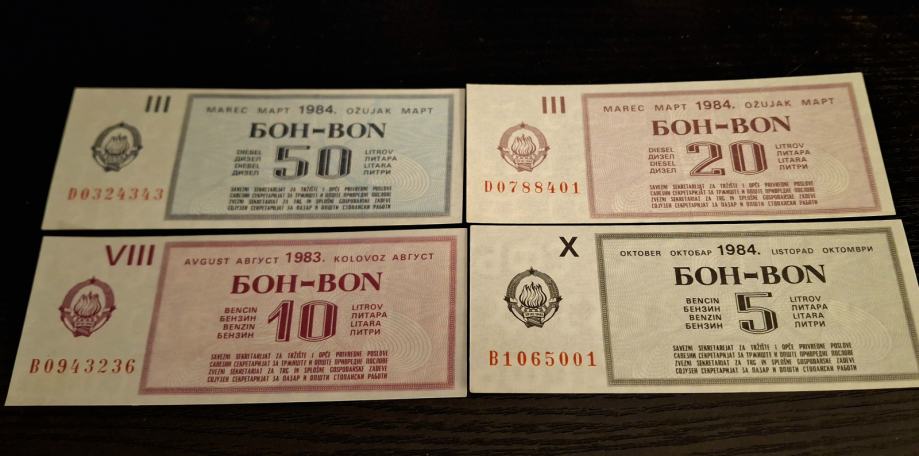 III
MAREC МАРТ 1984. OŽUJAK МАРТ
БОН-BON
DIESEL
ДИЗЕЛ
DIESEL
ДИЗЕЛ
50
LITROV
ЛИТАРА
LITARA
ЛИТРИ
D0324343
SAVEZNI SEKRETARIJAT ZA TRŽIŠTE I OPĆE PRIVREDNE POSLOVE
САВЕЗНИ СЕКРЕТАРИЈАТ ЗА ТРЖИШТЕ И ОПШТЕ ПРИВРЕДНЕ ПОСЛОВЕ
ZVEZNI SEKRETARIAT ZA TRG IN SPLOŠNE GOSPODARSKE ZADEVE
СОЈУЗЕН СЕКРЕТАРИЈАТ ЗА ПАЗАР И ОПШТИ СТОПАНСКИ РАБОТИ
III
MAREC МАРТ 1984. OŽUJAK МАРТ
БОН-BON
DIESEL
ДИЗЕЛ
DIESEL
ДИЗЕЛ
20
LITROV
ЛИТАРА
LITARA
ЛИТРИ
D0788401
SAVEZNI SEKRETARIJAT ZA TRŽIŠTE I OPĆE PRIVREDNE POSLOVE
САВЕЗНИ СЕКРЕТАРИЈАТ ЗА ТРЖИШТЕ И ОПШТЕ ПРИВРЕДНЕ ПОСЛОВЕ
ZVEZNI SEKRETARIAT ZA TRG IN SPLOŠNE GOSPODARSKE ZADEVE
СОЈУЗЕН СЕКРЕТАРИЈАТ ЗА ПАЗАР И ОПШТИ СТОПАНСКИ РАБОТИ
VIII
AVGUST АВГУСТ 1983. KOLOVOZ АВГУСТ
БОН-BON
BENCIN
БЕНЗИН
BENZIN
БЕНЗИН
10
LITROV
ЛИТАРА
LITARA
ЛИТРИ
B0943236
SAVEZNI SEKRETARIJAT ZA TRŽIŠTE I OPĆE PRIVREDNE POSLOVE
САВЕЗНИ СЕКРЕТАРИЈАТ ЗА ТРЖИШТЕ И ОПШТЕ ПРИВРЕДНЕ ПОСЛОВЕ
ZVEZNI SEKRETARIAT ZA TRG IN SPLOŠNE GOSPODARSKE ZADEVE
СОЈУЗЕН СЕКРЕТАРИЈАТ ЗА ПАЗАР И ОПШТИ СТОПАНСКИ РАБОТИ
X
OKTOBER ОКТОБАР 1984. LISTOPAD ОКТОМВРИ
БОН-BON
BENCIN
БЕНЗИН
BENZIN
БЕНЗИН
5
LITROV
ЛИТАРА
LITARA
ЛИТРИ
B1065001
SAVEZNI SEKRETARIJAT ZA TRŽIŠTE I OPĆE PRIVREDNE POSLOVE
САВЕЗНИ СЕКРЕТАРИЈАТ ЗА ТРЖИШТЕ И ОПШТЕ ПРИВРЕДНЕ ПОСЛОВЕ
ZVEZNI SEKRETARIAT ZA TRG IN SPLOŠNE GOSPODARSKE ZADEVE
СОЈУЗЕН СЕКРЕТАРИЈАТ ЗА ПАЗАР И ОПШТИ СТОПАНСКИ РАБОТИ